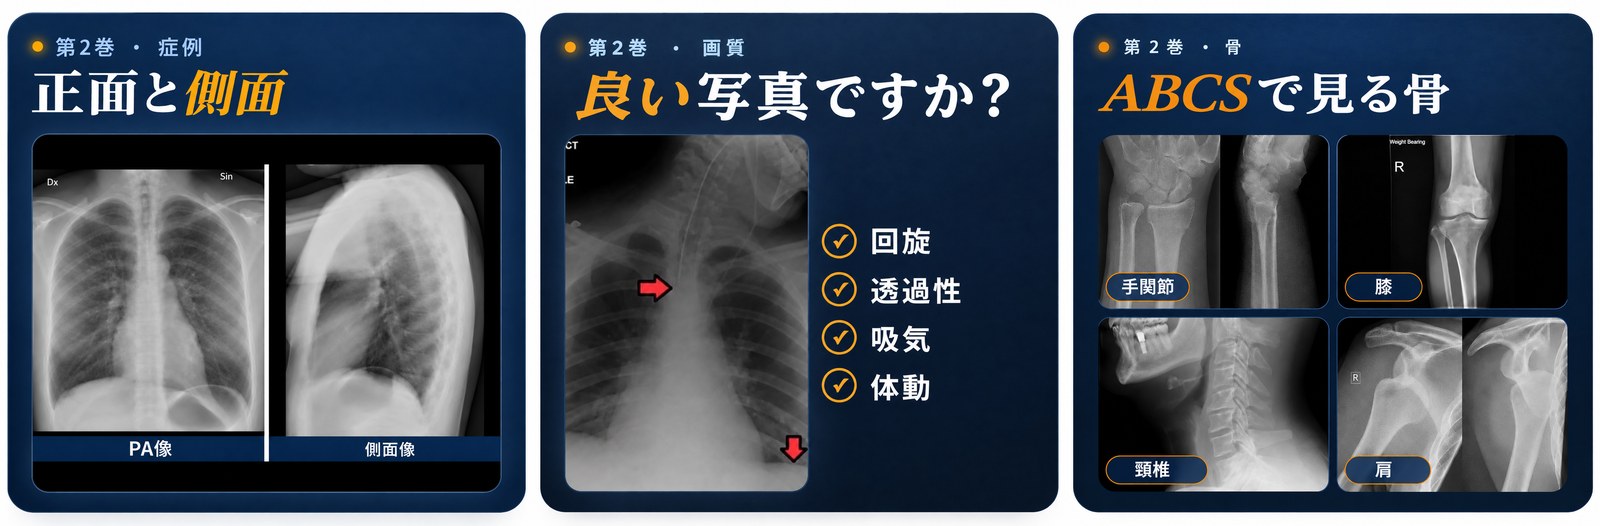 第2巻 ・ 症例
正面と側面
Dx
Sin
PA像
側面像
第2巻 ・ 画質
良い写真ですか?
CT
LE
回旋
透過性
吸気
体動
第2巻 ・ 骨
ABCSで見る骨
手関節
Weight Bearing
R
膝
頸椎
R
肩